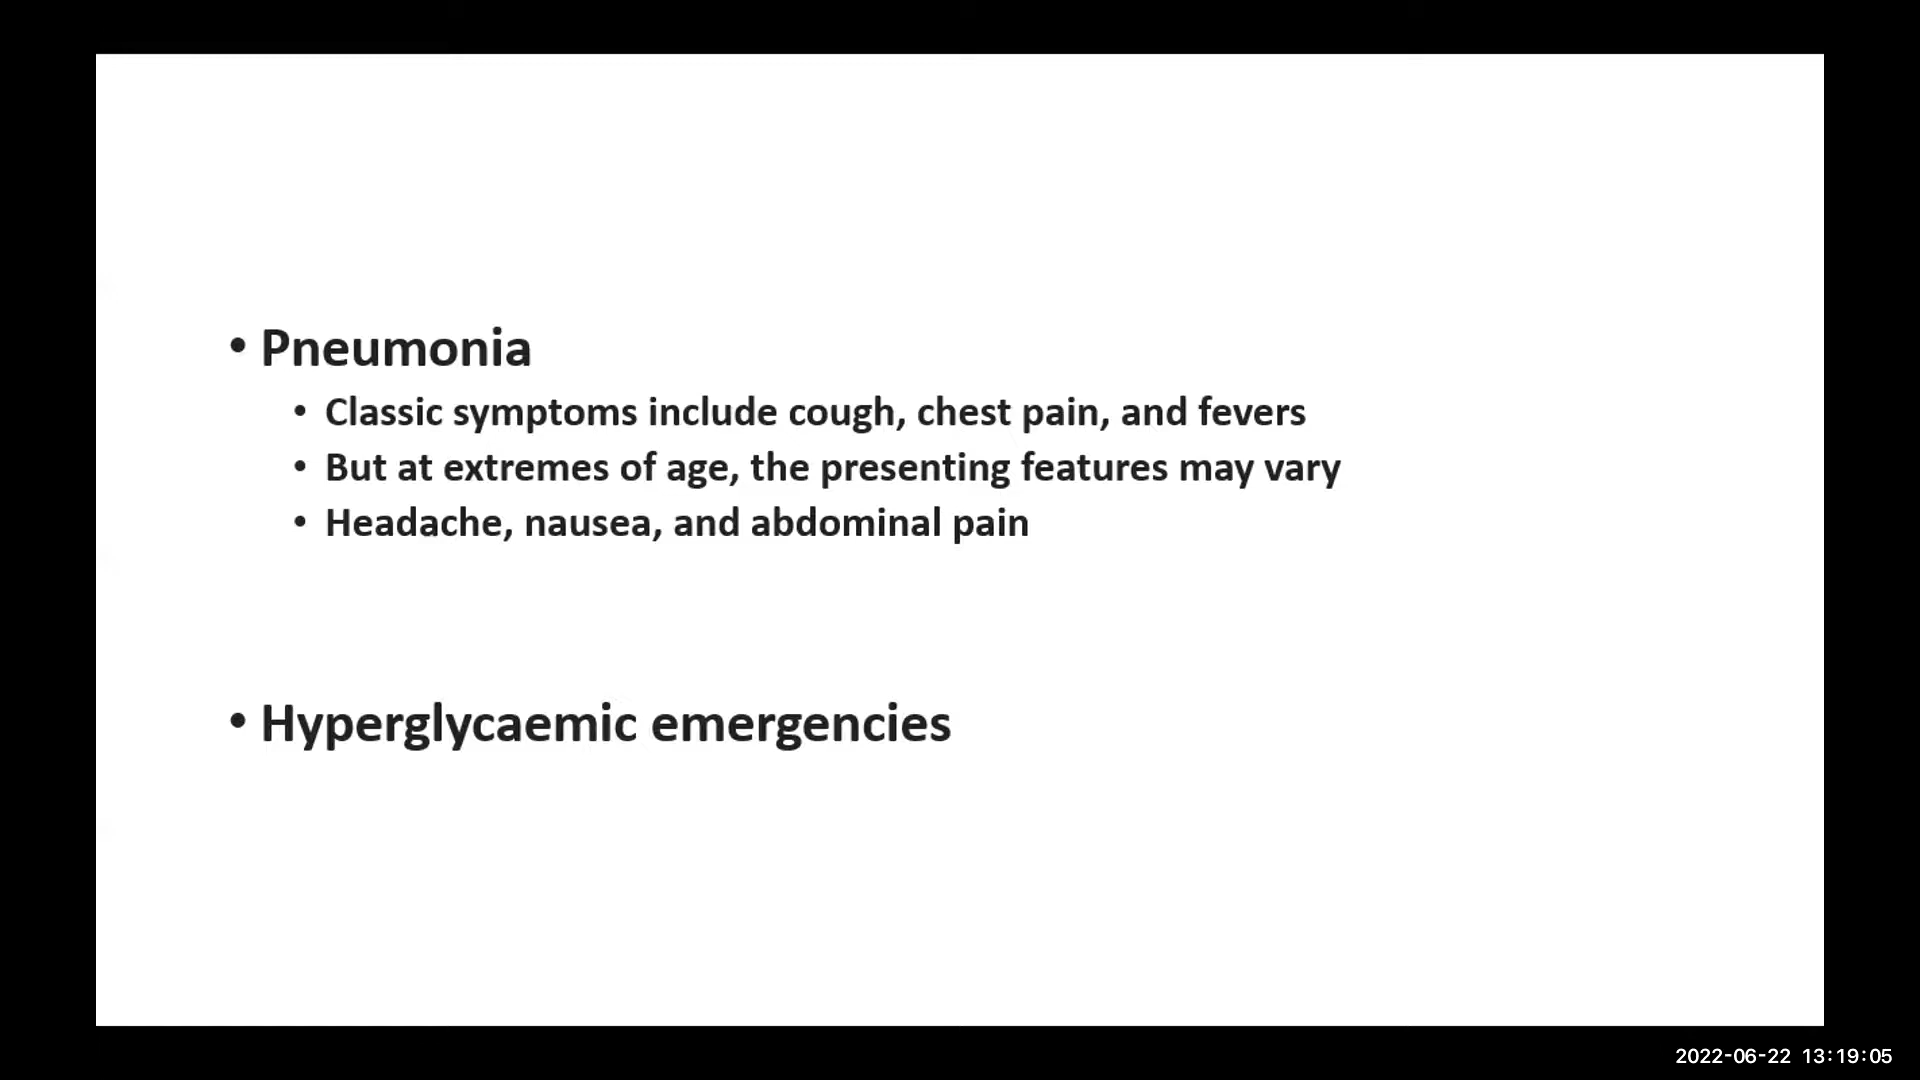 • Pneumonia
• Classic symptoms include cough, chest pain, and fevers
• But at extremes of age, the presenting features may vary
• Headache, nausea, and abdominal pain
• Hyperglycaemic emergencies
2022-06-22 13:19:05